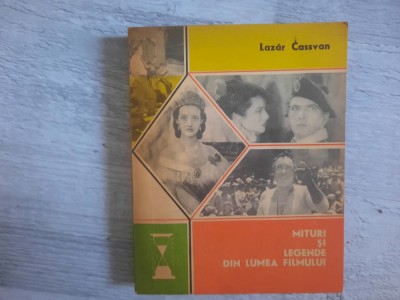 Lazăr Cassvan
MITURI
ȘI
LEGENDE
DIN LUMEA FILMULUI